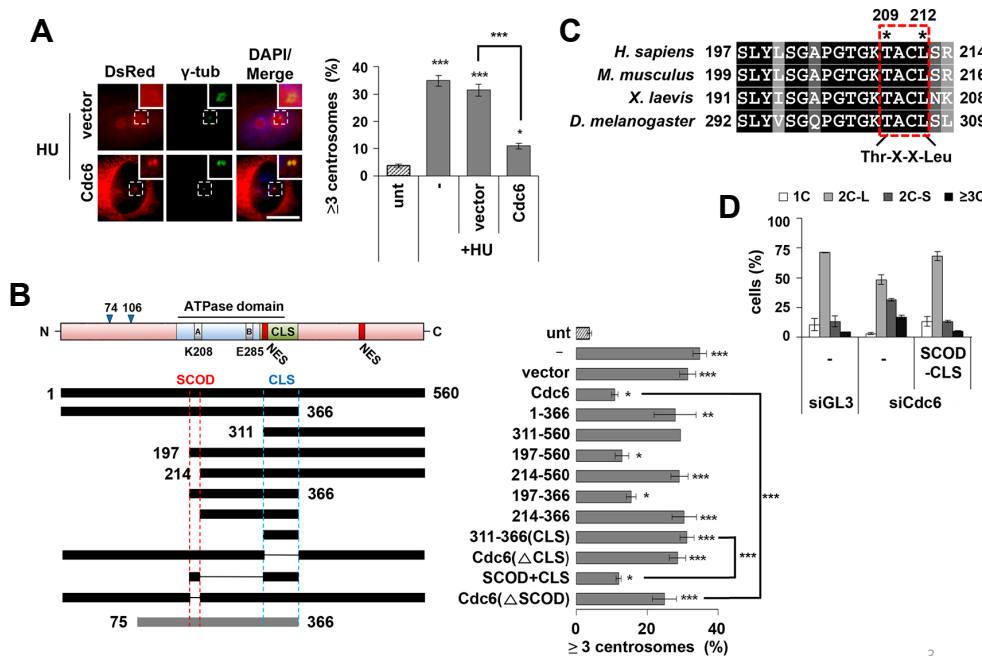 A
DsRed
γ-tub
DAPI/
Merge
HU
vector
Cdc6
≥3 centrosomes (%)
50
40
30
20
10
0
***
***
***
*
unt
-
vector
Cdc6
+HU
C
209 212
* *
H. sapiens 197 SLYLSGAPGTGKTACLSR 214
M. musculus 199 SLYLSGAPGTGKTACLSR 216
X. laevis 191 SLYISGAPGTGKTACLNK 208
D. melanogaster 292 SLYVSGQPGTGKTACLSL 309
Thr-X-X-Leu
D
1C 2C-L 2C-S ≥3C
cells (%)
100
75
50
25
0
- - SCOD
-CLS
siGL3 siCdc6
B
74 106
ATPase domain
N A B CLS C
K208 E285 NES NES
SCOD CLS
1 560
366
311
197
214
366
75 366
unt
–
***
vector ***
Cdc6 *
1-366 **
311-560
197-560 *
214-560 ***
197-366 *
214-366 ***
311-366(CLS) ***
Cdc6(△CLS) ***
SCOD+CLS *
Cdc6(△SCOD) ***
***
***
0 20 40
≥ 3 centrosomes (%)